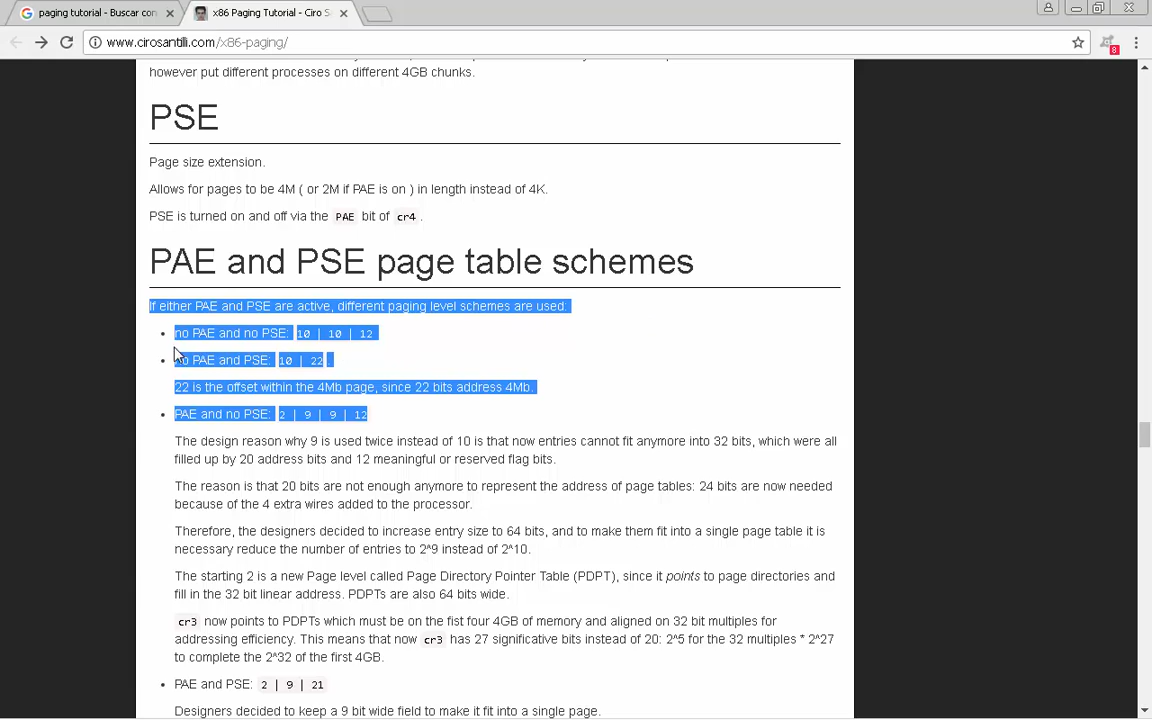 paging tutorial - Buscar con
x86 Paging Tutorial - Ciro S
www.cirosantilli.com/x86-paging/
8
however put different processes on different 4GB chunks.
PSE
Page size extension.
Allows for pages to be 4M ( or 2M if PAE is on ) in length instead of 4K.
PSE is turned on and off via the PAE bit of cr4 .
PAE and PSE page table schemes
If either PAE and PSE are active, different paging level schemes are used:
no PAE and no PSE: 10 | 10 | 12
no PAE and PSE: 10 | 22 .
22 is the offset within the 4Mb page, since 22 bits address 4Mb.
PAE and no PSE: 2 | 9 | 9 | 12
The design reason why 9 is used twice instead of 10 is that now entries cannot fit anymore into 32 bits, which were all
filled up by 20 address bits and 12 meaningful or reserved flag bits.
The reason is that 20 bits are not enough anymore to represent the address of page tables: 24 bits are now needed
because of the 4 extra wires added to the processor.
Therefore, the designers decided to increase entry size to 64 bits, and to make them fit into a single page table it is
necessary reduce the number of entries to 2^9 instead of 2^10.
The starting 2 is a new Page level called Page Directory Pointer Table (PDPT), since it points to page directories and
fill in the 32 bit linear address. PDPTs are also 64 bits wide.
cr3 now points to PDPTs which must be on the fist four 4GB of memory and aligned on 32 bit multiples for
addressing efficiency. This means that now cr3 has 27 significative bits instead of 20: 2^5 for the 32 multiples * 2^27
to complete the 2^32 of the first 4GB.
PAE and PSE: 2 | 9 | 21
Designers decided to keep a 9 bit wide field to make it fit into a single page.